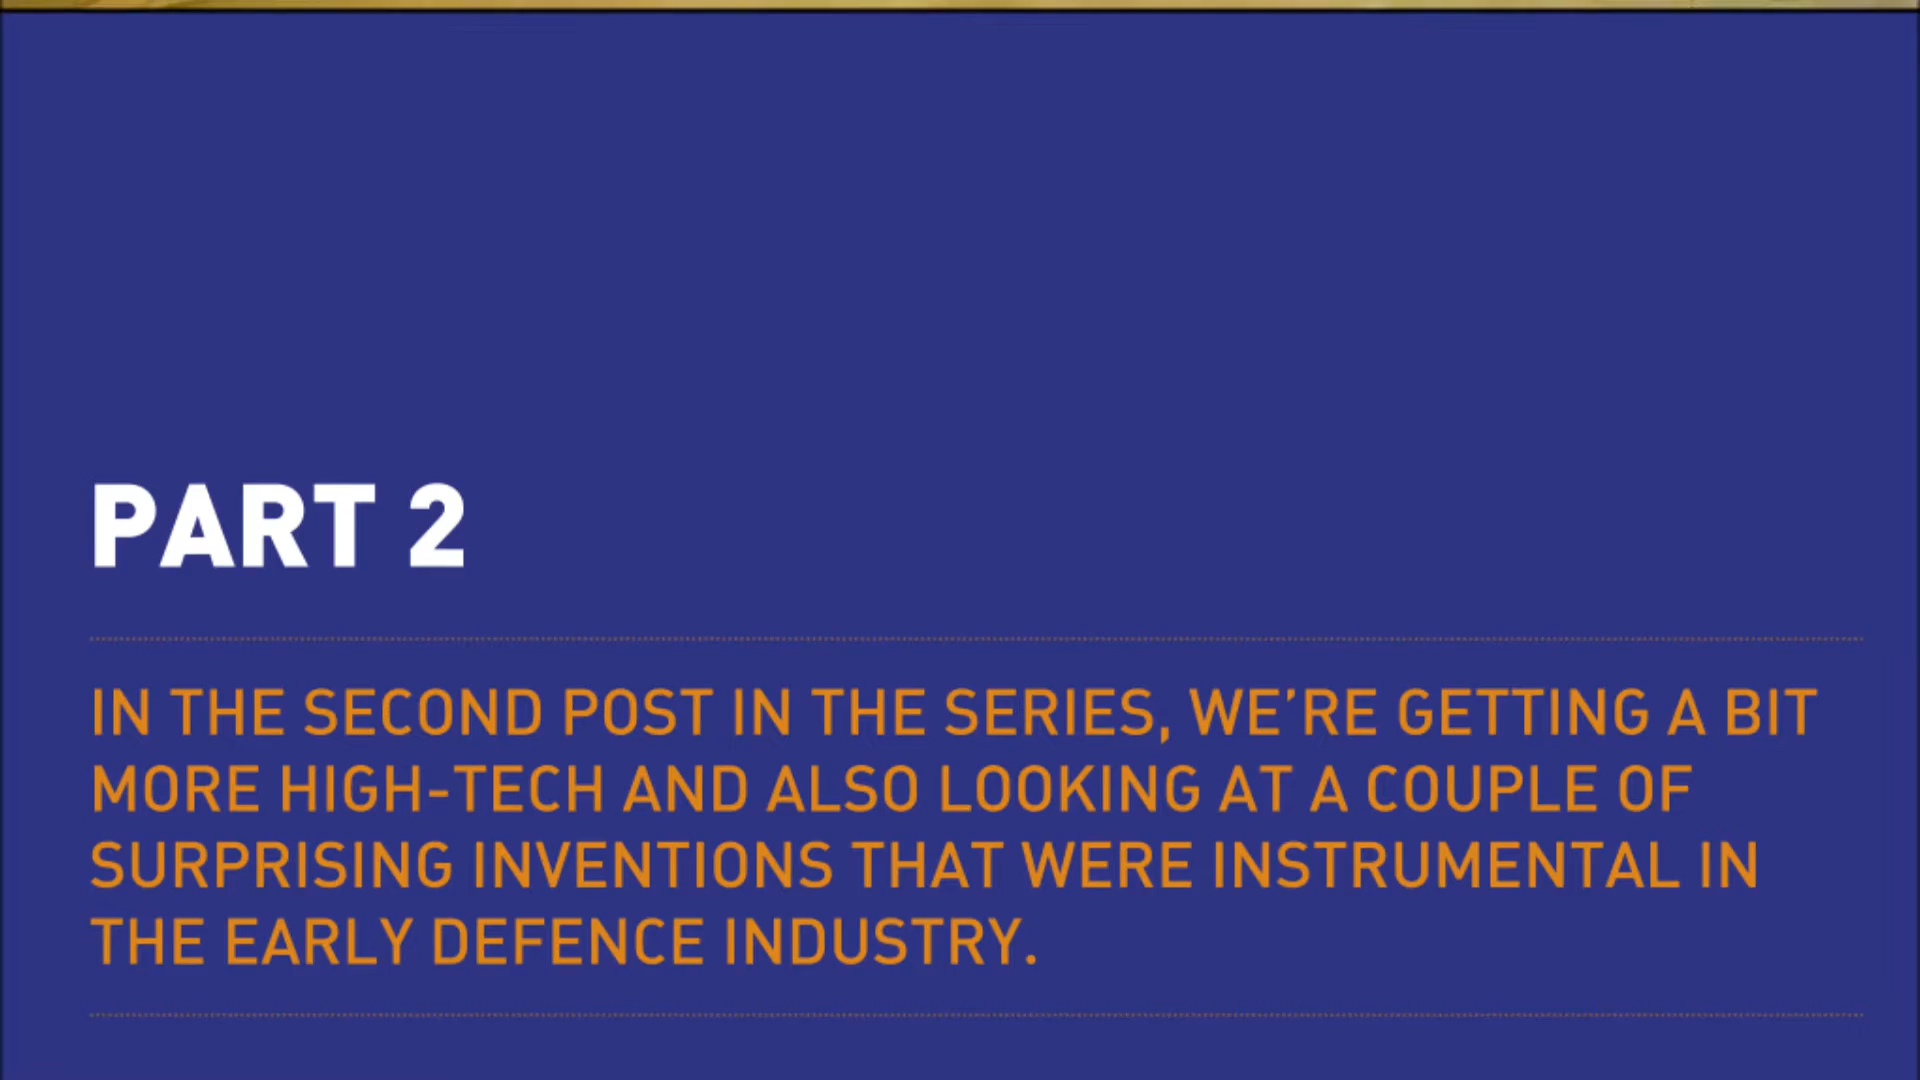 PART 2
IN THE SECOND POST IN THE SERIES, WE’RE GETTING A BIT
MORE HIGH-TECH AND ALSO LOOKING AT A COUPLE OF
SURPRISING INVENTIONS THAT WERE INSTRUMENTAL IN
THE EARLY DEFENCE INDUSTRY.